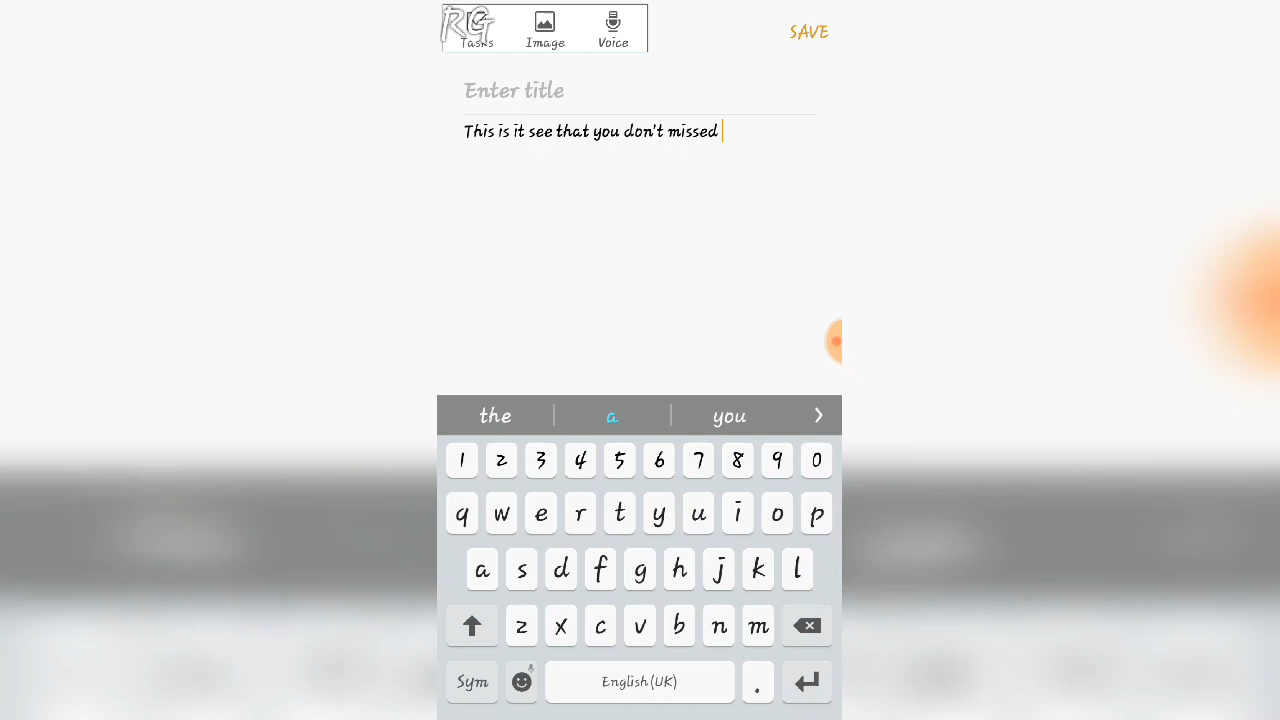 RG
Tasks Image Voice
SAVE
Enter title
This is it see that you don't missed
the a you
1 2 3 4 5 6 7 8 9 0
q w e r t y u i o p
a s d f g h j k l
z x c v b n m
Sym English(UK) .